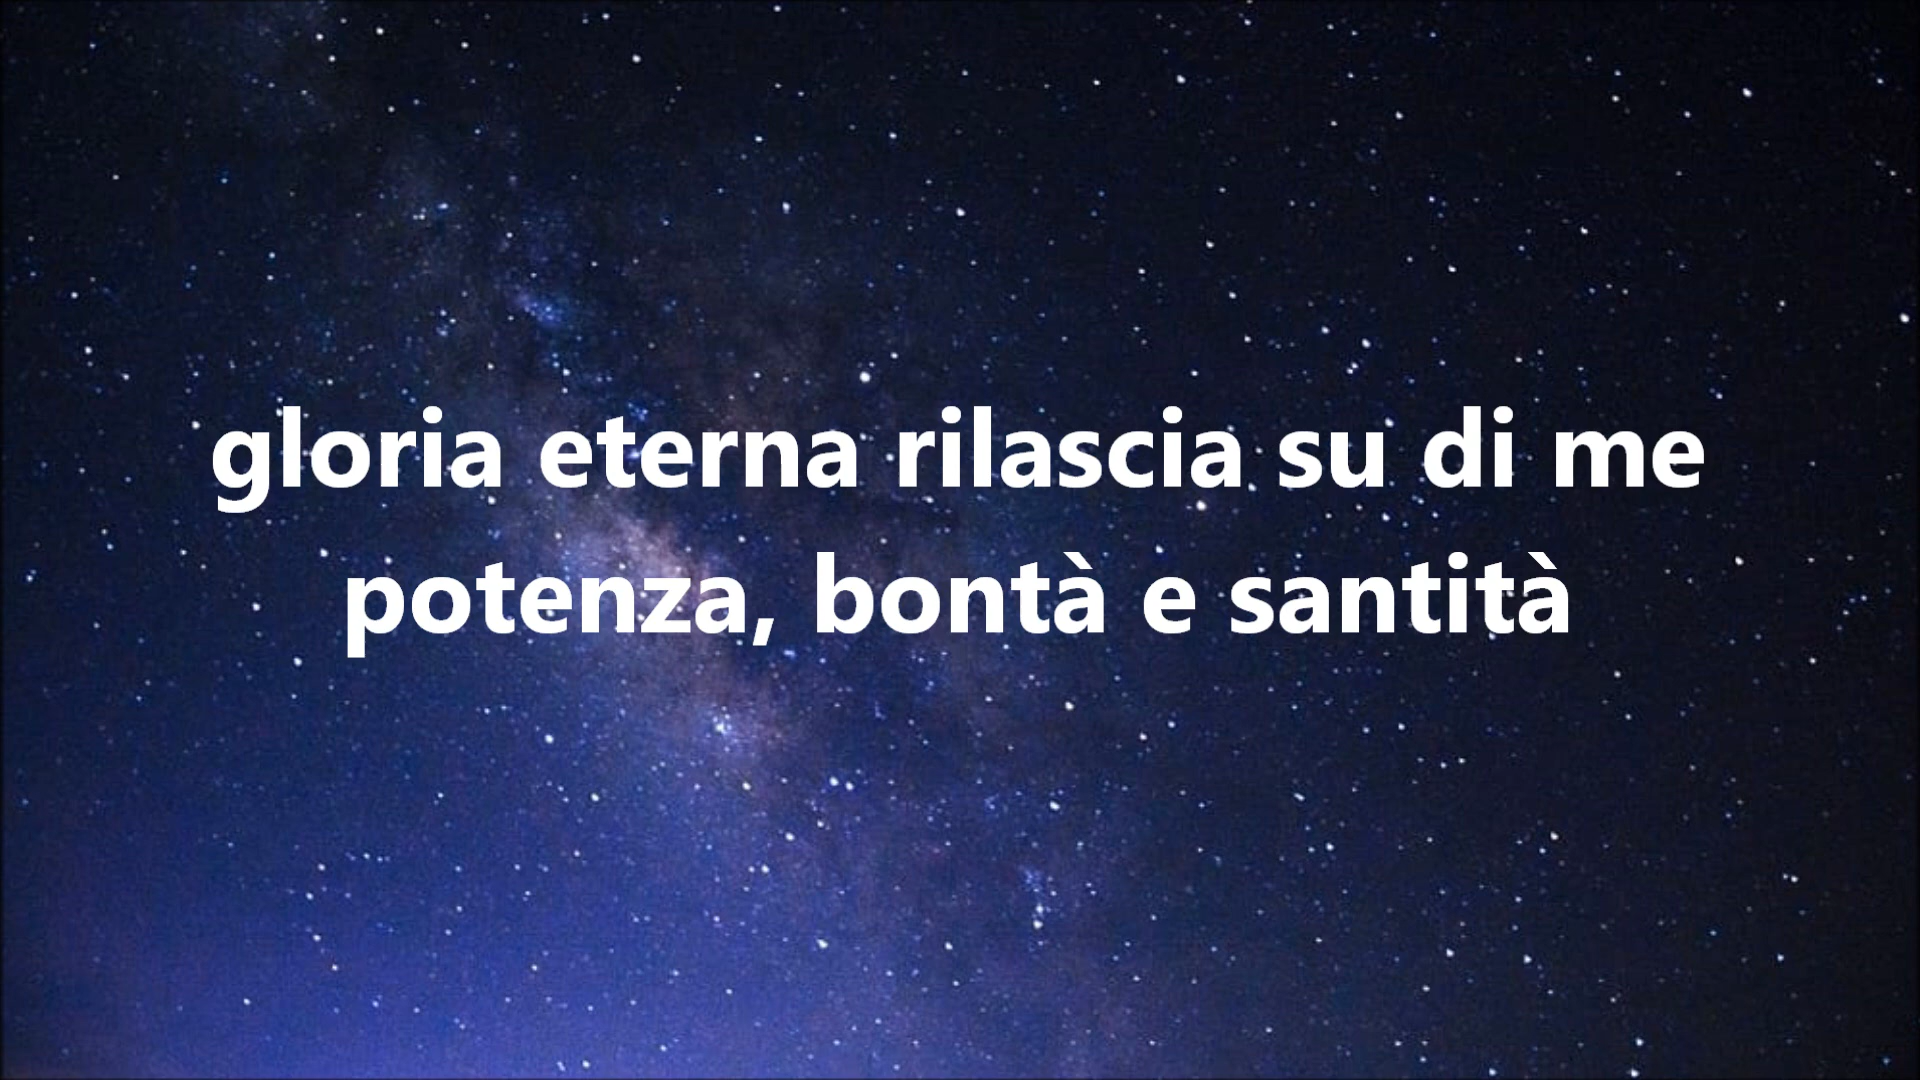 gloria eterna rilascia su di me
potenza, bontà e santità